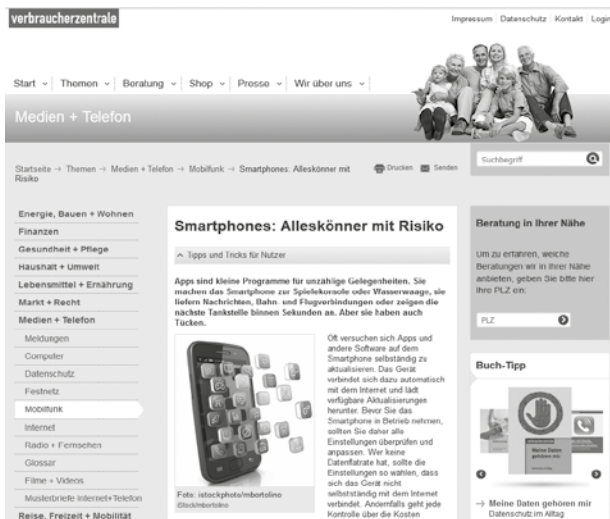 verbraucherzentrale
Impressum Datenschutz Kontakt Login
Start Themen Beratung Shop Presse Wir über uns
Medien + Telefon
Startseite → Themen → Medien + Telefon → Mobilfunk → Smartphones: Alleskönner mit
Risiko
Drucken Senden
Suchbegriff
Energie, Bauen + Wohnen
Finanzen
Gesundheit + Pflege
Haushalt + Umwelt
Lebensmittel + Ernährung
Markt + Recht
Medien + Telefon
Meldungen
Computer
Datenschutz
Festnetz
Mobilfunk
Internet
Radio + Fernsehen
Glossar
Filme + Videos
Musterbriefe Internet+Telefon
Reise, Freizeit + Mobilität
Smartphones: Alleskönner mit Risiko
Tipps und Tricks für Nutzer
Apps sind kleine Programme für unzählige Gelegenheiten. Sie
machen das Smartphone zur Spielekonsole oder Wasserwaage, sie
liefern Nachrichten, Bahn- und Flugverbindungen oder zeigen die
nächste Tankstelle binnen Sekunden an. Aber sie haben auch
Tücken.
Oft versuchen sich Apps und
andere Software auf dem
Smartphone selbständig zu
aktualisieren. Das Gerät
verbindet sich dazu automatisch
mit dem Internet und lädt
verfügbare Aktualisierungen
herunter. Bevor Sie das
Smartphone in Betrieb nehmen,
sollten Sie daher alle
Einstellungen überprüfen und
anpassen. Wer keine
Datenflatrate hat, sollte die
Einstellungen so wählen, dass
sich das Gerät nicht
selbstständig mit dem Internet
verbindet. Andernfalls geht jede
Kontrolle über die Kosten
Foto: istockphoto/mbortolino
iStock/mbortolino
Beratung in Ihrer Nähe
Um zu erfahren, welche
Beratungen wir in Ihrer Nähe
anbieten, geben Sie bitte hier
Ihre PLZ ein:
PLZ
Buch-Tipp
Meine Daten
gehören mir
→ Meine Daten gehören mir
Datenschutz im Alltag